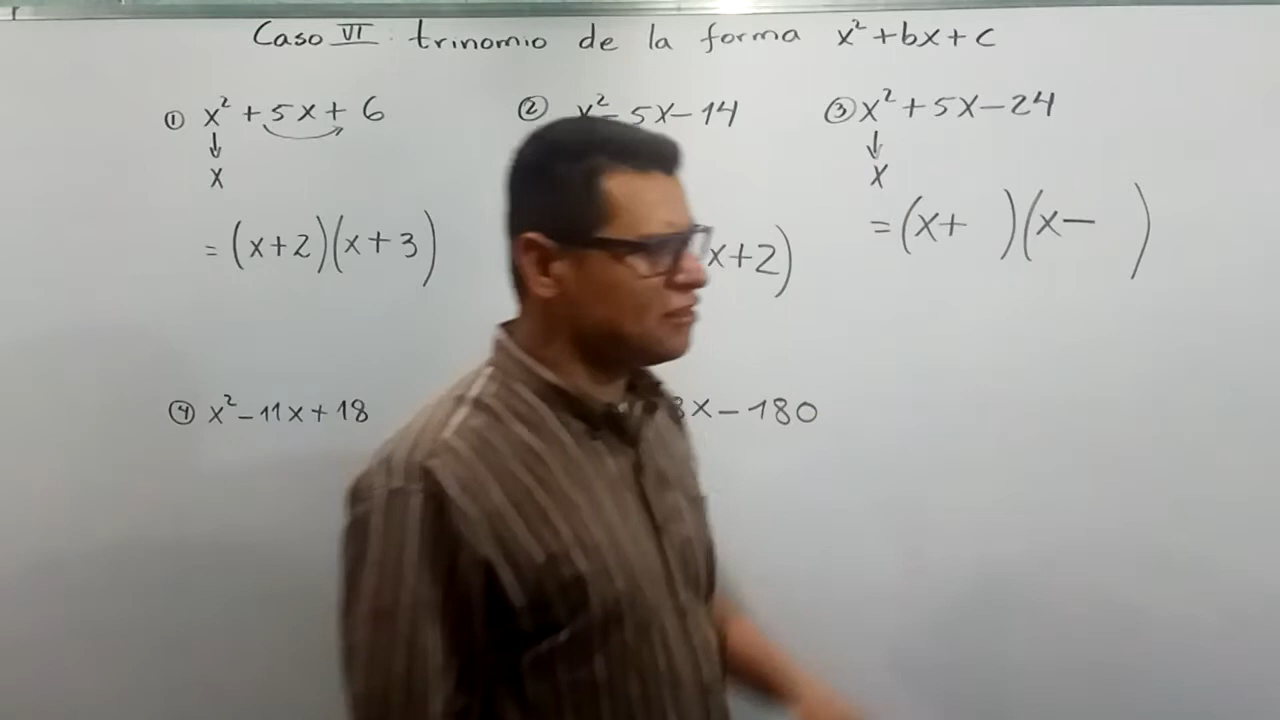 Caso VI trinomio de la forma x² + bx + c
① x² + 5x + 6
② x² - 5x - 14
③ x² + 5x - 24
↓
x
↓
x
= (x+2)(x+3)
x+2)
= (x+ )(x- )
④ x² - 11x + 18
3x - 180